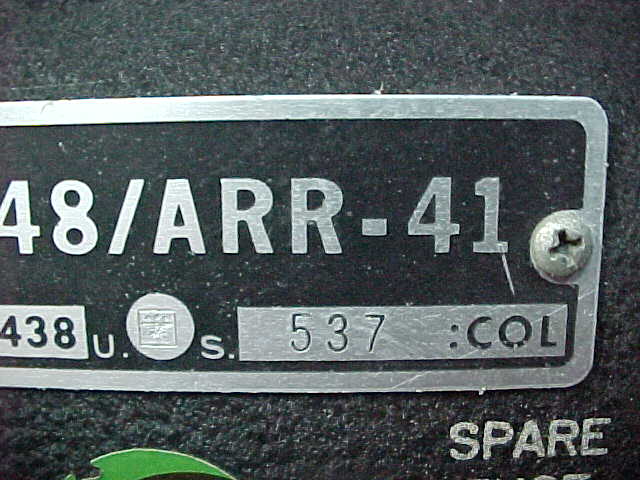 48/ARR-41
438 U. S. 537 :COL
SPARE